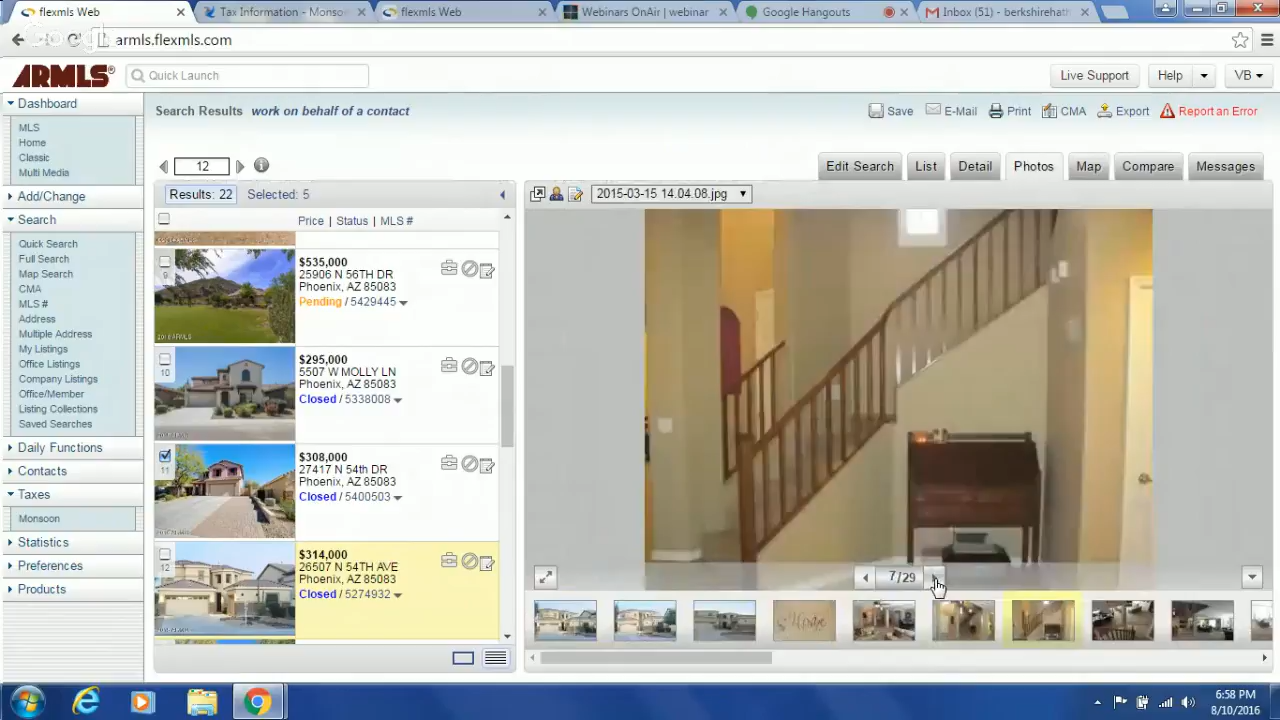 flexmls Web
Tax Information - Monsoo
flexmls Web
Webinars OnAir | webinar
Google Hangouts
Inbox (51) - berkshirehath
armls.flexmls.com
ARMLS
Quick Launch
Live Support
Help
VB
Dashboard
MLS
Home
Classic
Multi Media
Add/Change
Search
Quick Search
Full Search
Map Search
CMA
MLS #
Address
Multiple Address
My Listings
Office Listings
Company Listings
Office/Member
Listing Collections
Saved Searches
Daily Functions
Contacts
Taxes
Monsoon
Statistics
Preferences
Products
Search Results work on behalf of a contact
Save
E-Mail
Print
CMA
Export
Report an Error
12
Edit Search
List
Detail
Photos
Map
Compare
Messages
Results: 22
Selected: 5
Price | Status | MLS #
9
$535,000
25906 N 56TH DR
Phoenix, AZ 85083
Pending / 5429445
10
$295,000
5507 W MOLLY LN
Phoenix, AZ 85083
Closed / 5338008
11
$308,000
27417 N 54th DR
Phoenix, AZ 85083
Closed / 5400503
12
$314,000
26507 N 54TH AVE
Phoenix, AZ 85083
Closed / 5274932
2015-03-15 14.04.08.jpg
7/29
6:58 PM
8/10/2016